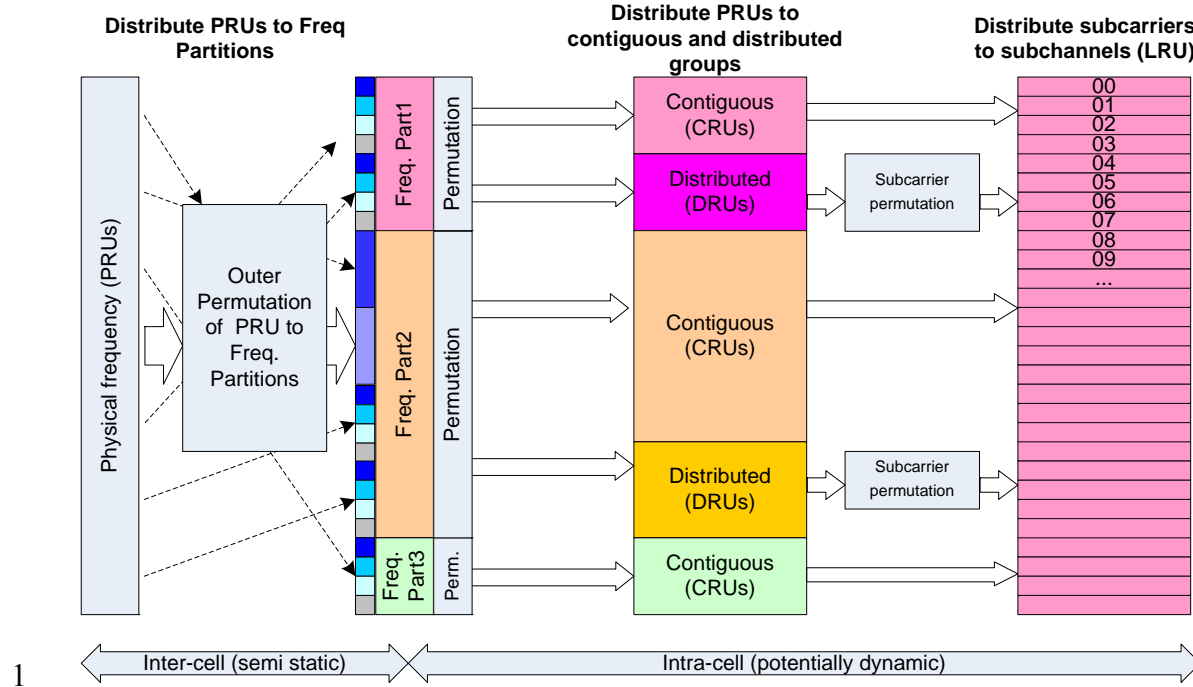 Distribute PRUs to Freq
Partitions
Distribute PRUs to
contiguous and distributed
groups
Distribute subcarriers
to subchannels (LRU)
Physical frequency (PRUs)
Outer
Permutation
of PRU to
Freq.
Partitions
Freq. Part1
Permutation
Freq. Part2
Permutation
Freq.
Part3
Perm.
Contiguous
(CRUs)
Distributed
(DRUs)
Subcarrier
permutation
Contiguous
(CRUs)
Distributed
(DRUs)
Subcarrier
permutation
Contiguous
(CRUs)
00
01
02
03
04
05
06
07
08
09
...
Inter-cell (semi static)
Intra-cell (potentially dynamic)
1